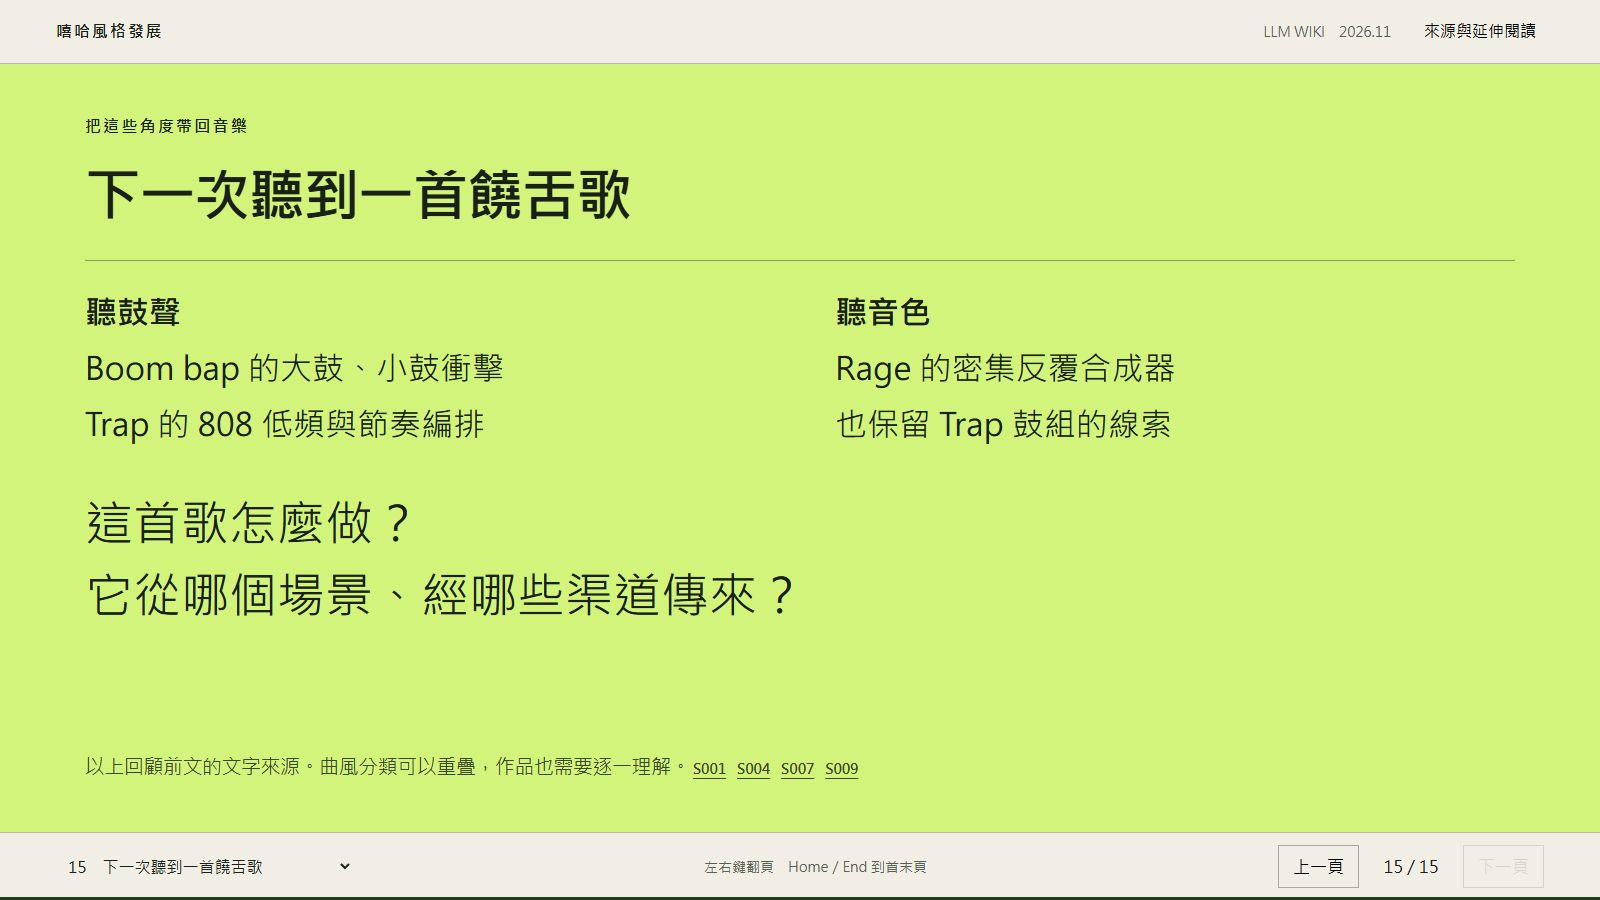 嘻哈風格發展
LLM WIKI 2026.11 來源與延伸閱讀
把這些角度帶回音樂
下一次聽到一首饒舌歌
聽鼓聲
Boom bap 的大鼓、小鼓衝擊
Trap 的 808 低頻與節奏編排
聽音色
Rage 的密集反覆合成器
也保留 Trap 鼓組的線索
這首歌怎麼做？
它從哪個場景、經哪些渠道傳來？
以上回顧前文的文字來源。曲風分類可以重疊，作品也需要逐一理解。 S001 S004 S007 S009
15 下一次聽到一首饒舌歌
左右鍵翻頁 Home / End 到首末頁
上一頁 15 / 15 下一頁